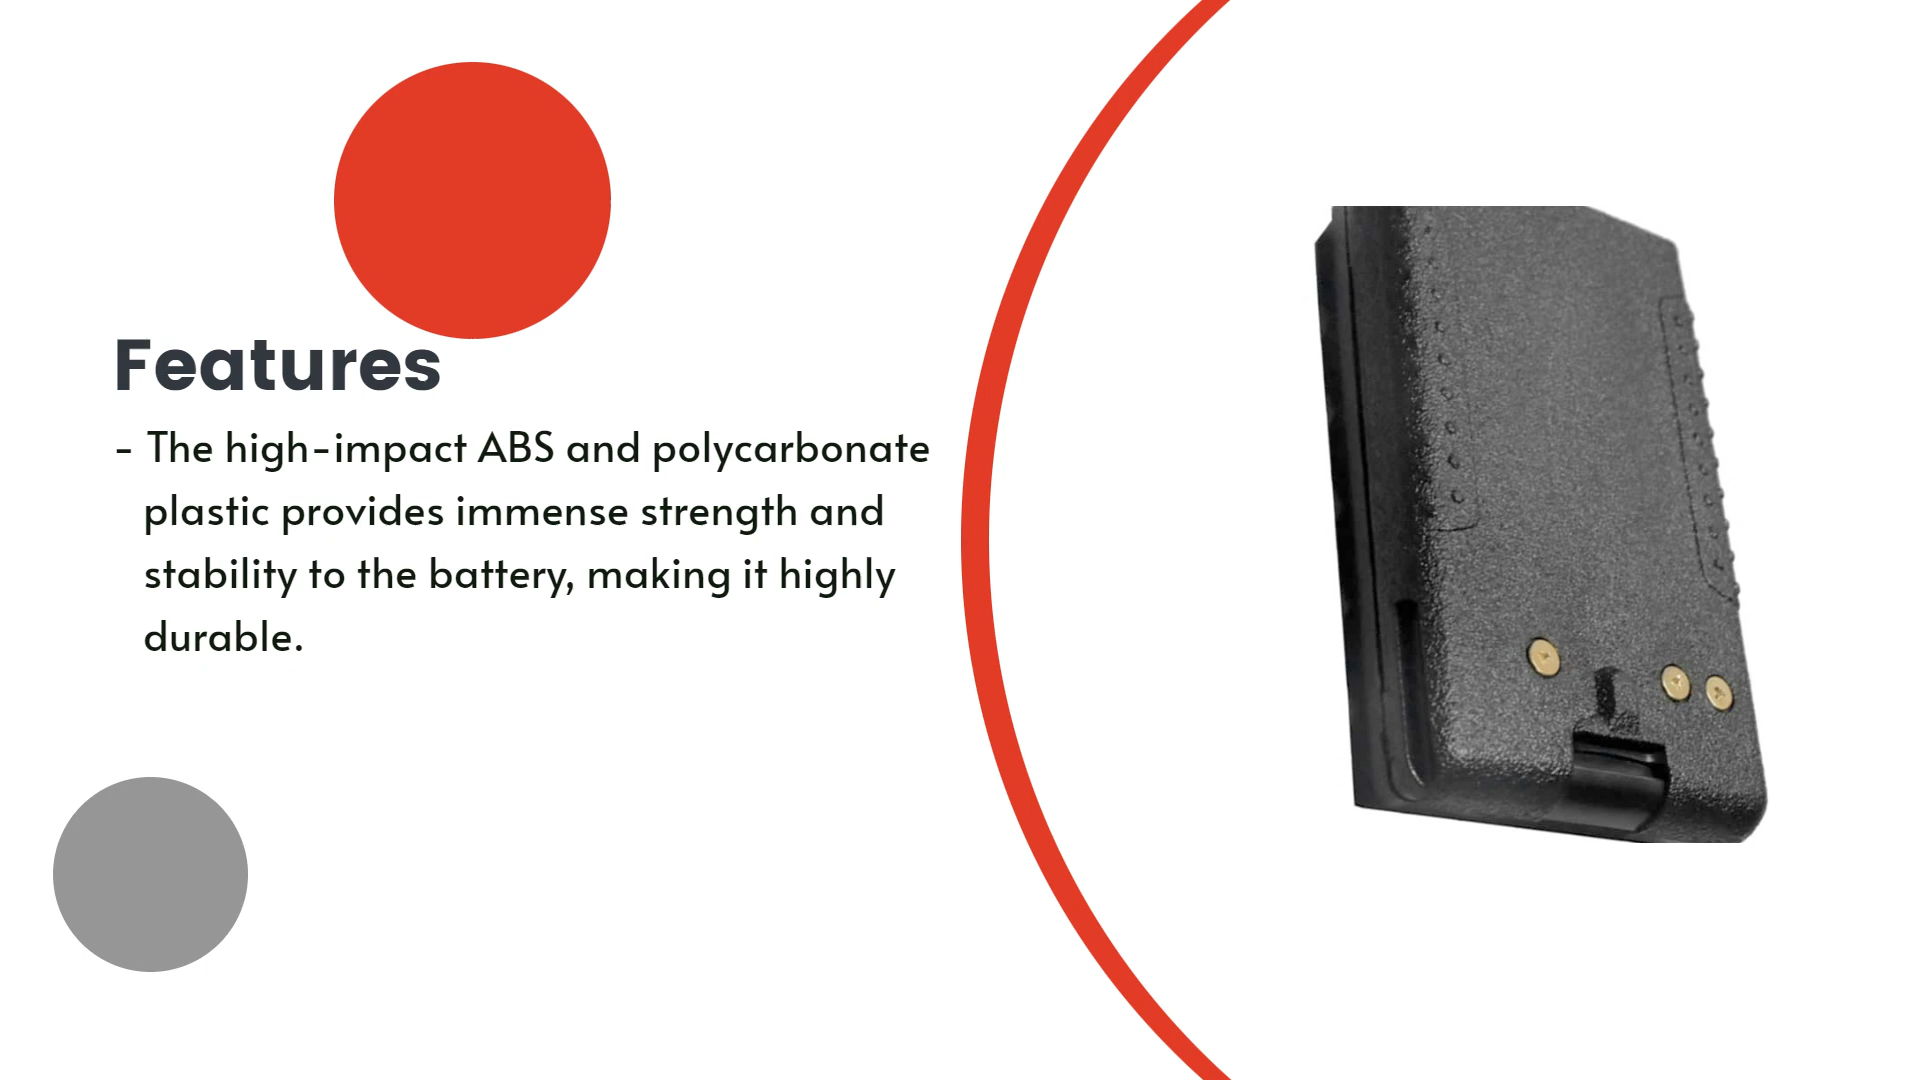 Features
- The high-impact ABS and polycarbonate
plastic provides immense strength and
stability to the battery, making it highly
durable.